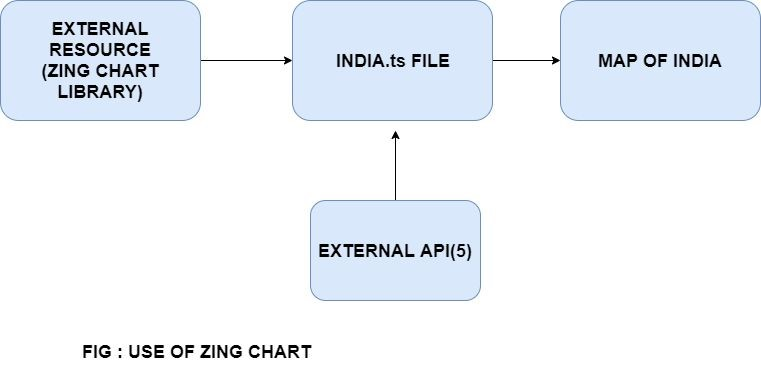 EXTERNAL
RESOURCE
(ZING CHART
LIBRARY)
INDIA.ts FILE
MAP OF INDIA
EXTERNAL API(5)
FIG : USE OF ZING CHART